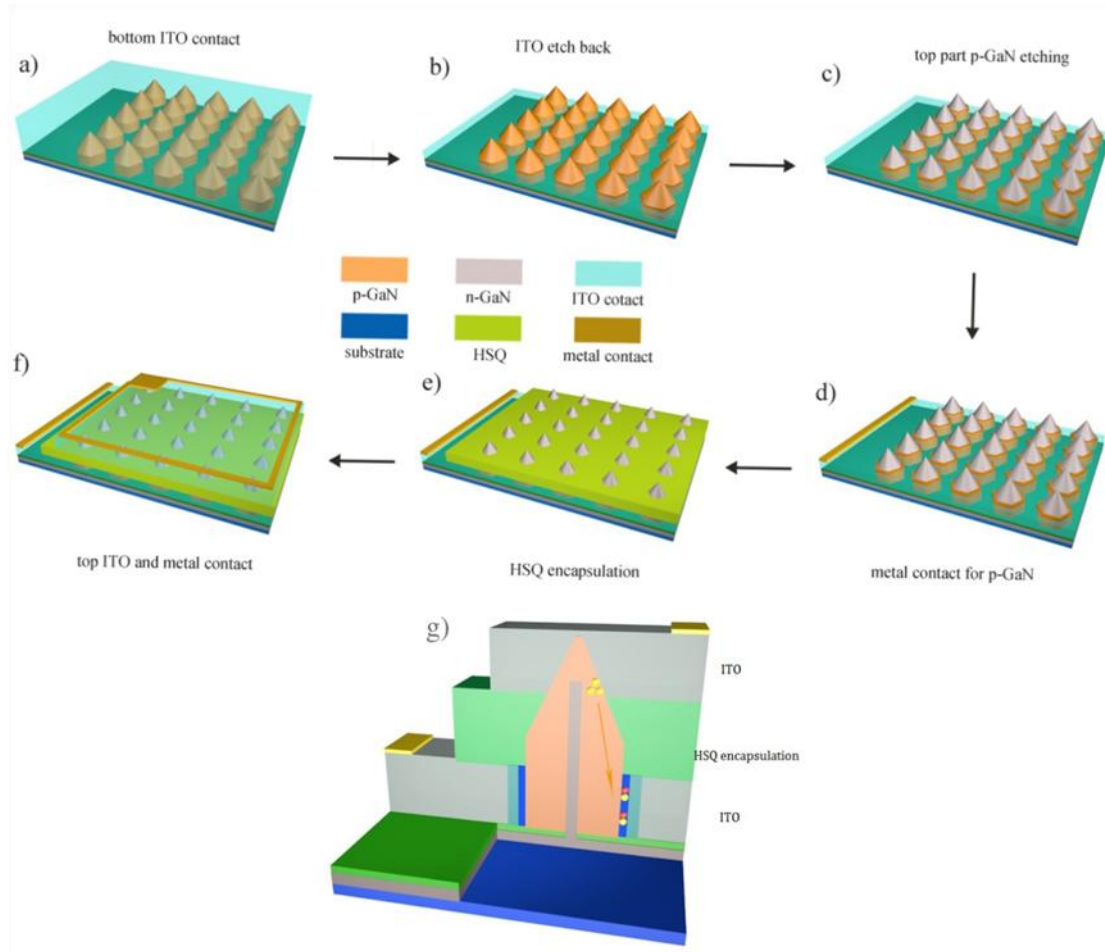 bottom ITO contact
a)
ITO etch back
b)
top part p-GaN etching
c)
p-GaN
n-GaN
ITO cotact
substrate
HSQ
metal contact
f)
top ITO and metal contact
e)
HSQ encapsulation
d)
metal contact for p-GaN
g)
ITO
HSQ encapsulation
ITO